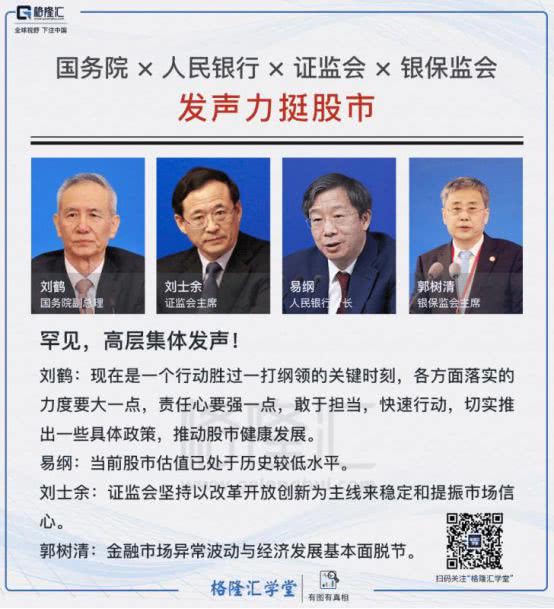 格隆汇
全球视野 下注中国
国务院 × 人民银行 × 证监会 × 银保监会
发声力挺股市
刘鹤
国务院副总理
刘士余
证监会主席
易纲
人民银行行长
郭树清
银保监会主席
罕见，高层集体发声！
刘鹤：现在是一个行动胜过一打纲领的关键时刻，各方面落实的
力度要大一点，责任心要强一点，敢于担当，快速行动，切实推
出一些具体政策，推动股市健康发展。
易纲：当前股市估值已处于历史较低水平。
刘士余：证监会坚持以改革开放创新为主线来稳定和提振市场信
心。
郭树清：金融市场异常波动与经济发展基本面脱节。
格隆汇
格隆汇学堂
有图有真相
扫码关注“格隆汇学堂”